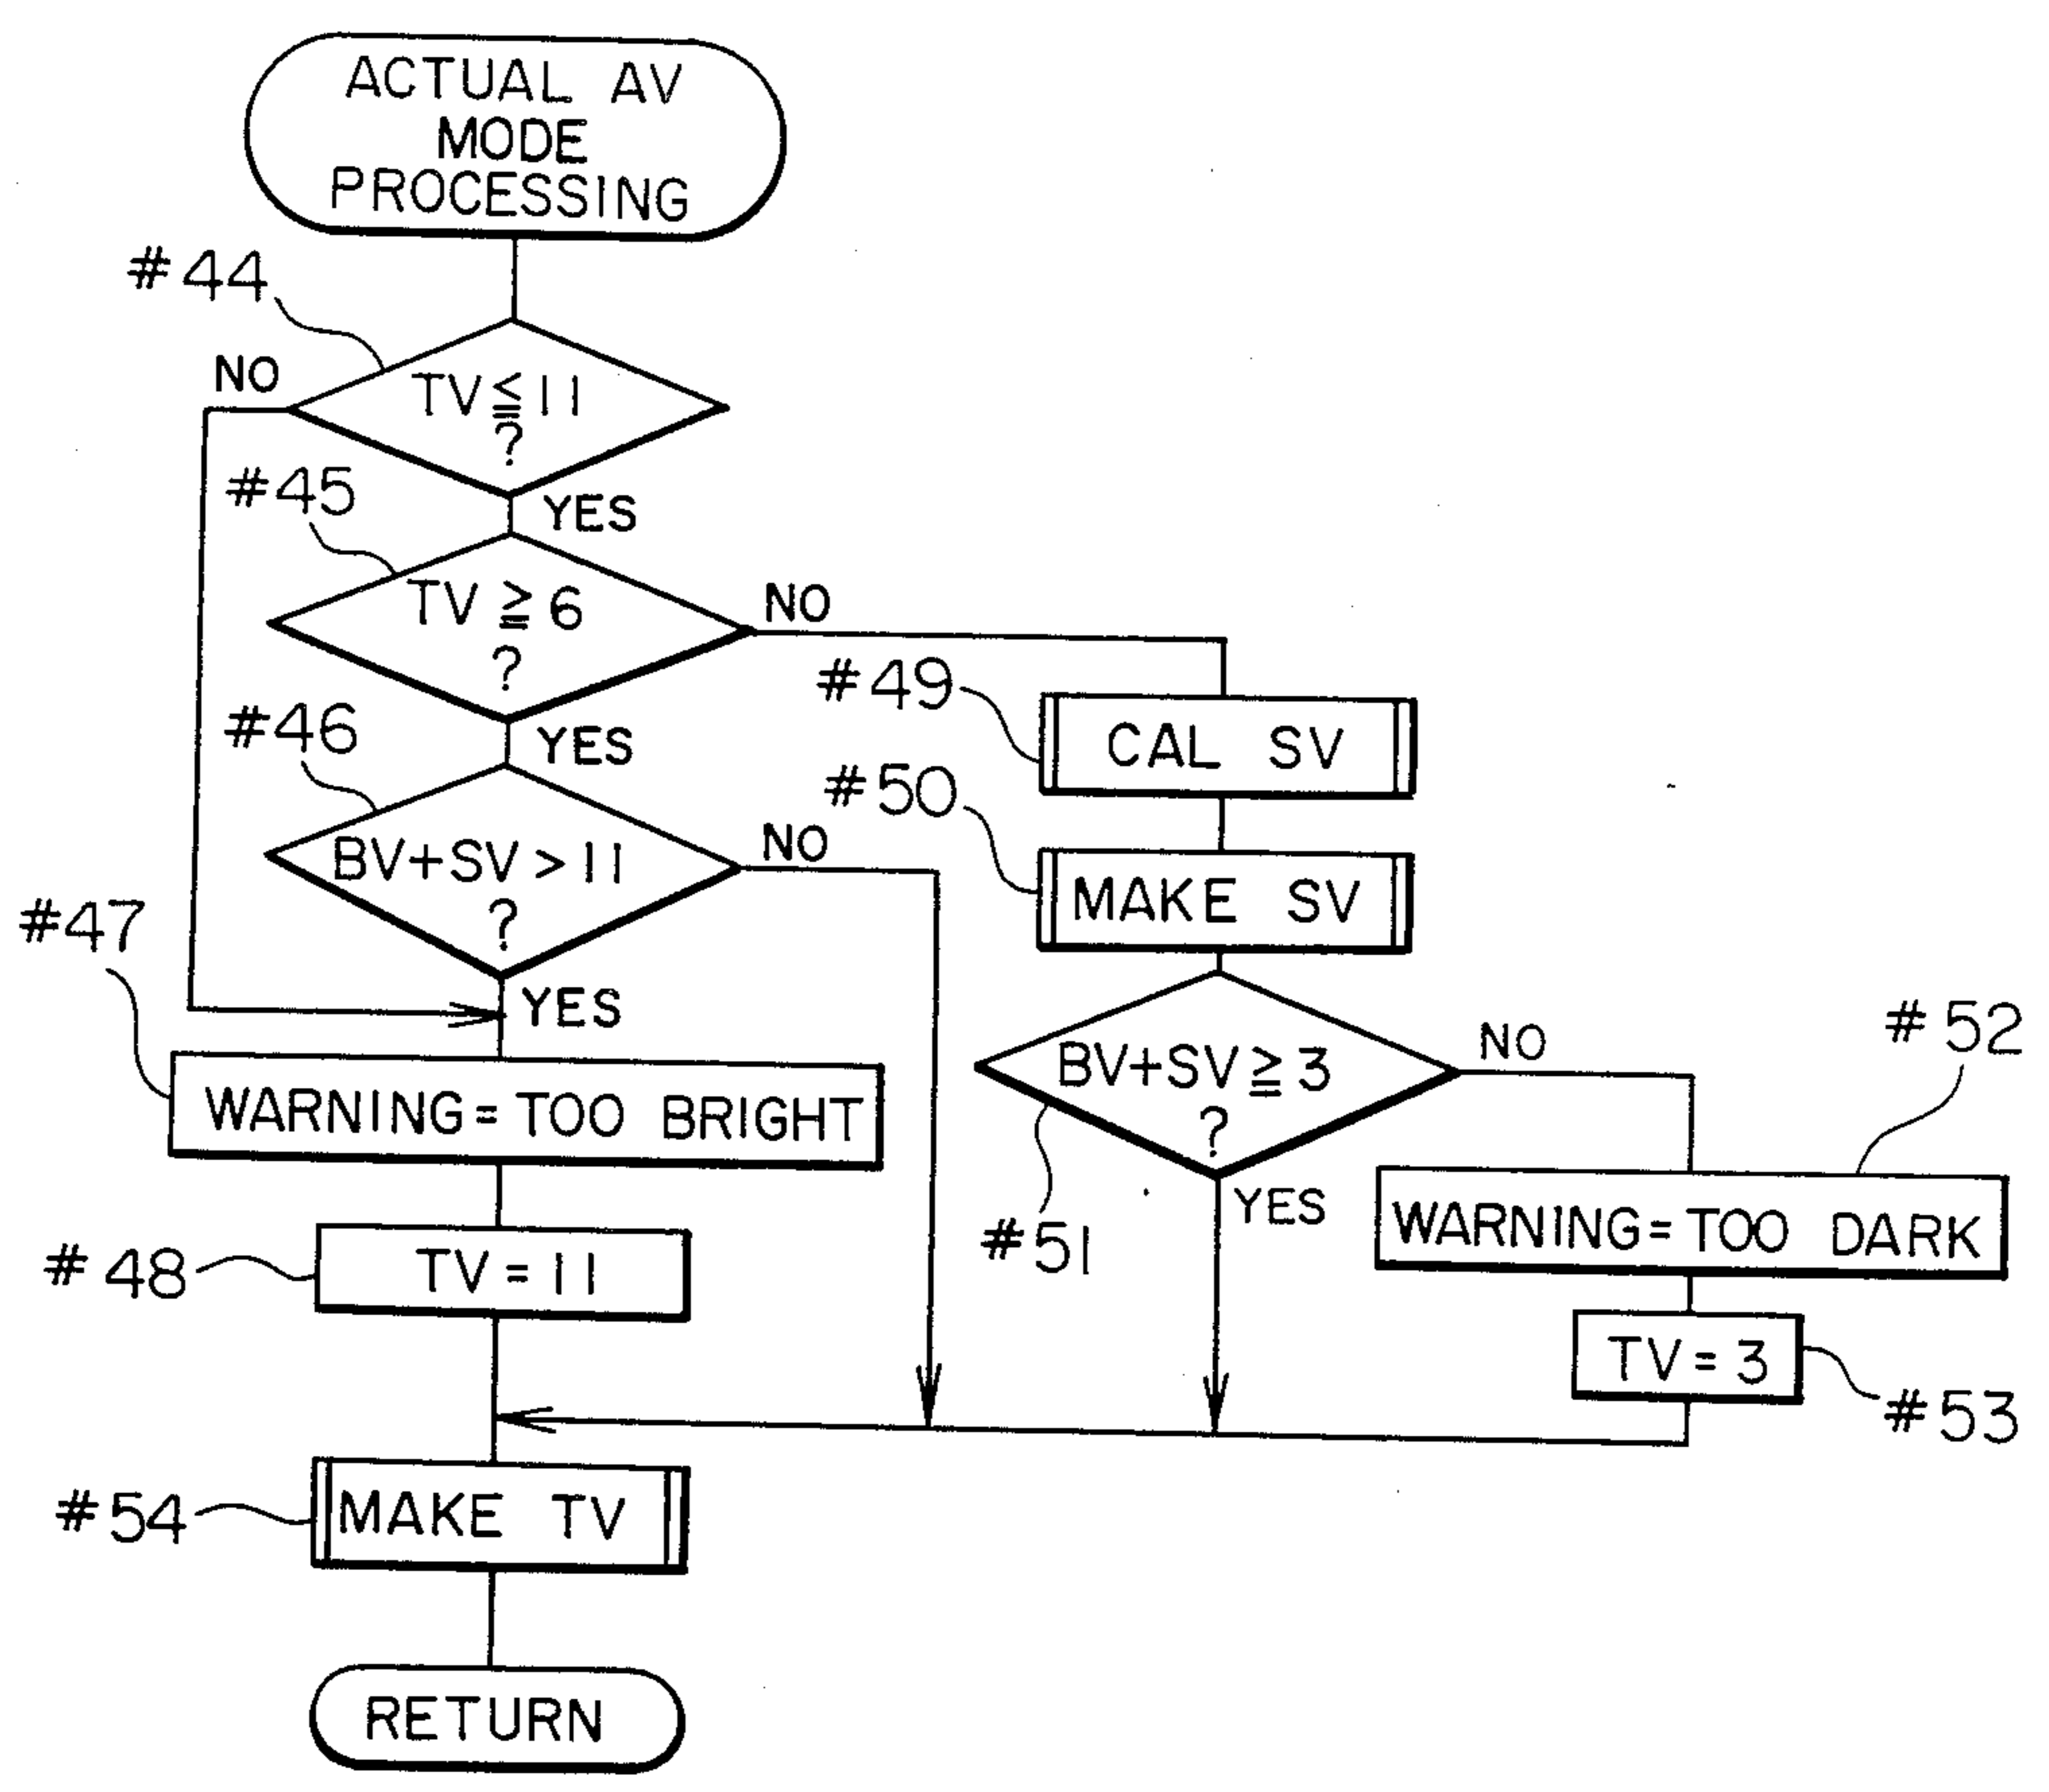 ACTUAL AV
MODE
PROCESSING
#44
NO
TV≦11
?
YES
#45
TV≧6
?
NO
YES
#46
BV+SV>11
?
NO
YES
#47
WARNING=TOO BRIGHT
#48
TV=11
#49
CAL SV
#50
MAKE SV
BV+SV≧3
?
#51
NO
YES
#52
WARNING=TOO DARK
TV=3
#53
#54
MAKE TV
RETURN